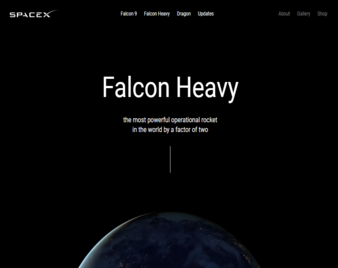 SPACEX
Falcon 9 Falcon Heavy Dragon Updates
About Gallery Shop
Falcon Heavy
the most powerful operational rocket
in the world by a factor of two